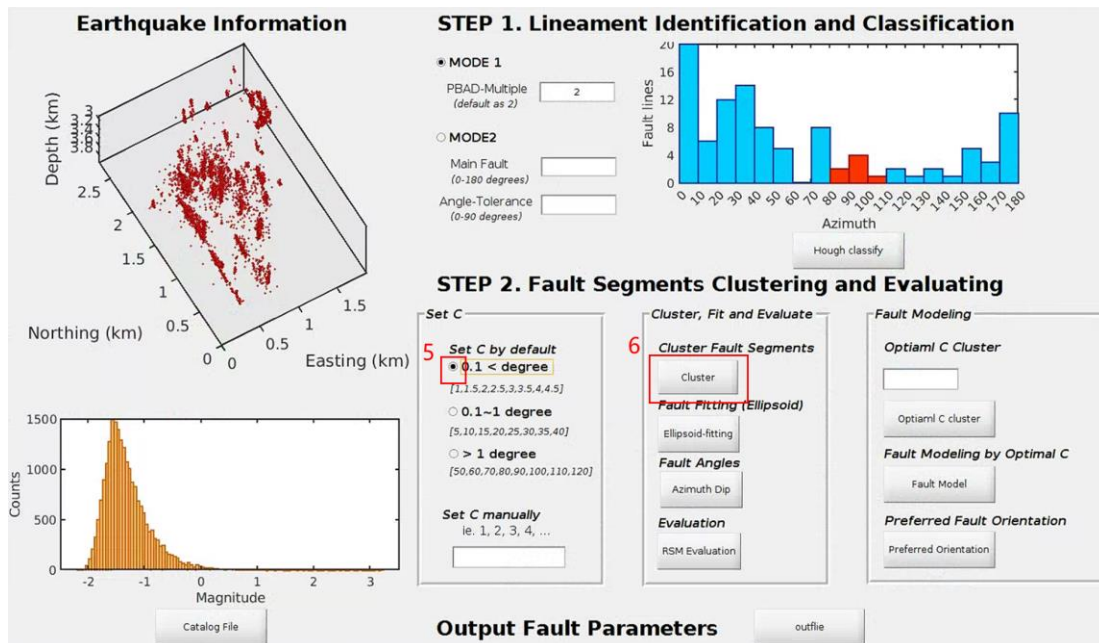 Earthquake Information
3
3.2
3.4
3.6
3.8
Depth (km)
2.5
2
1.5
1
0.5
0
Northing (km)
0
0.5
1
1.5
Easting (km)
1500
1000
500
0
Counts
-2 -1 0 1 2 3
Magnitude
Catalog File
STEP 1. Lineament Identification and Classification
MODE 1
PBAD-Multiple 2
(default as 2)
MODE2
Main Fault
(0-180 degrees)
Angle-Tolerance
(0-90 degrees)
20
16
12
8
4
0
Fault lines
0 10 20 30 40 50 60 70 80 90 100 110 120 130 140 150 160 170 180
Azimuth
Hough classify
STEP 2. Fault Segments Clustering and Evaluating
Set C
Set C by default
5
0.1 < degree
[1,1.5,2,2.5,3,3.5,4,4.5]
0.1~1 degree
[5,10,15,20,25,30,35,40]
> 1 degree
[50,60,70,80,90,100,110,120]
Set C manually
ie. 1, 2, 3, 4, ...
Cluster, Fit and Evaluate
6
Cluster Fault Segments
Cluster
Fault Fitting (Ellipsoid)
Ellipsoid-fitting
Fault Angles
Azimuth Dip
Evaluation
RSM Evaluation
Fault Modeling
Optiaml C Cluster
Optiaml C cluster
Fault Modeling by Optimal C
Fault Model
Preferred Fault Orientation
Preferred Orientation
Output Fault Parameters
outflie